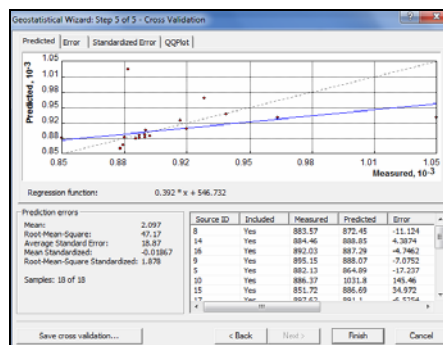 Geostatistical Wizard: Step 5 of 5 - Cross Validation
Predicted Error Standardized Error QQPlot
Predicted, 10⁻³
1.05
1.01
0.98
0.95
0.92
0.88
0.85
0.85 0.88 0.92 0.95 0.98 1.01 1.05
Measured, 10⁻³
Regression function: 0.392 * x + 546.732
Prediction errors
Mean: 2.097
Root-Mean-Square: 47.17
Average Standard Error: 18.87
Mean Standardized: -0.01867
Root-Mean-Square Standardized: 1.878
Samples: 18 of 18
Source ID Included Measured Predicted Error
8 Yes 883.57 872.45 -11.124
14 Yes 884.46 888.85 4.3874
16 Yes 892.03 887.29 -4.7462
9 Yes 895.15 888.07 -7.0752
5 Yes 882.13 864.89 -17.237
10 Yes 886.37 1031.8 145.46
15 Yes 851.72 886.69 34.972
17 Yes 897.62 891.1
Save cross validation...
< Back Next > Finish Cancel